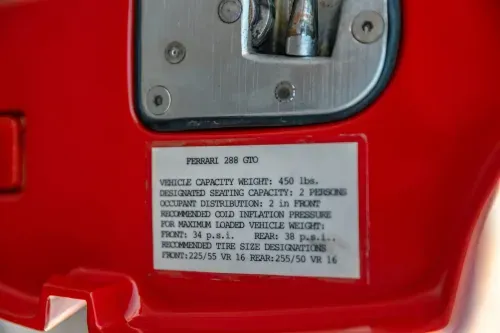 FERRARI 288 GTO
VEHICLE CAPACITY WEIGHT: 450 lbs.
DESIGNATED SEATING CAPACITY: 2 PERSONS
OCCUPANT DISTRIBUTION: 2 in FRONT
RECOMMENDED COLD INFLATION PRESSURE
FOR MAXIMUM LOADED VEHICLE WEIGHT:
FRONT: 34 p.s.i. REAR: 38 p.s.i..
RECOMMENDED TIRE SIZE DESIGNATIONS
FRONT:225/55 VR 16 REAR:255/50 VR 16